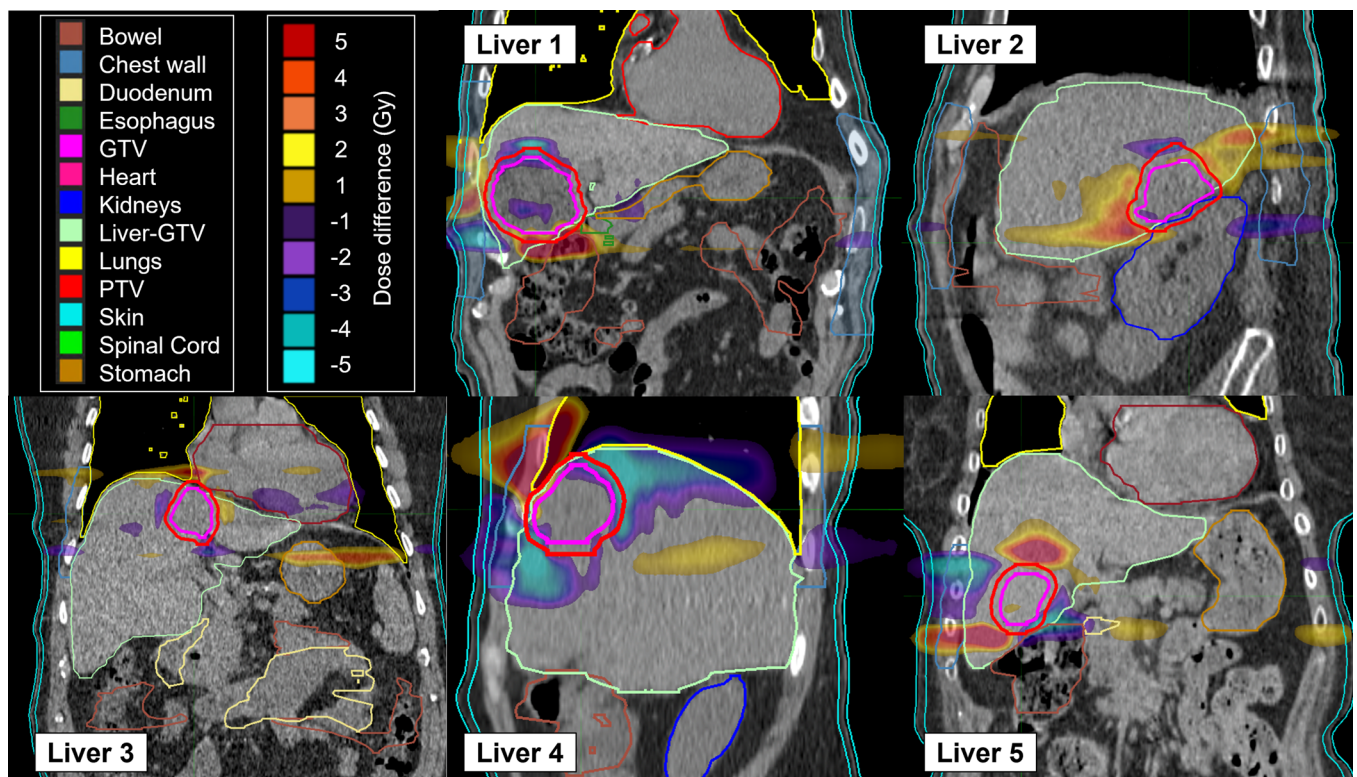 Bowel
Chest wall
Duodenum
Esophagus
GTV
Heart
Kidneys
Liver-GTV
Lungs
PTV
Skin
Spinal Cord
Stomach
5
4
3
2
1
-1
-2
-3
-4
-5
Dose difference (Gy)
Liver 1
Liver 2
Liver 3
Liver 4
Liver 5